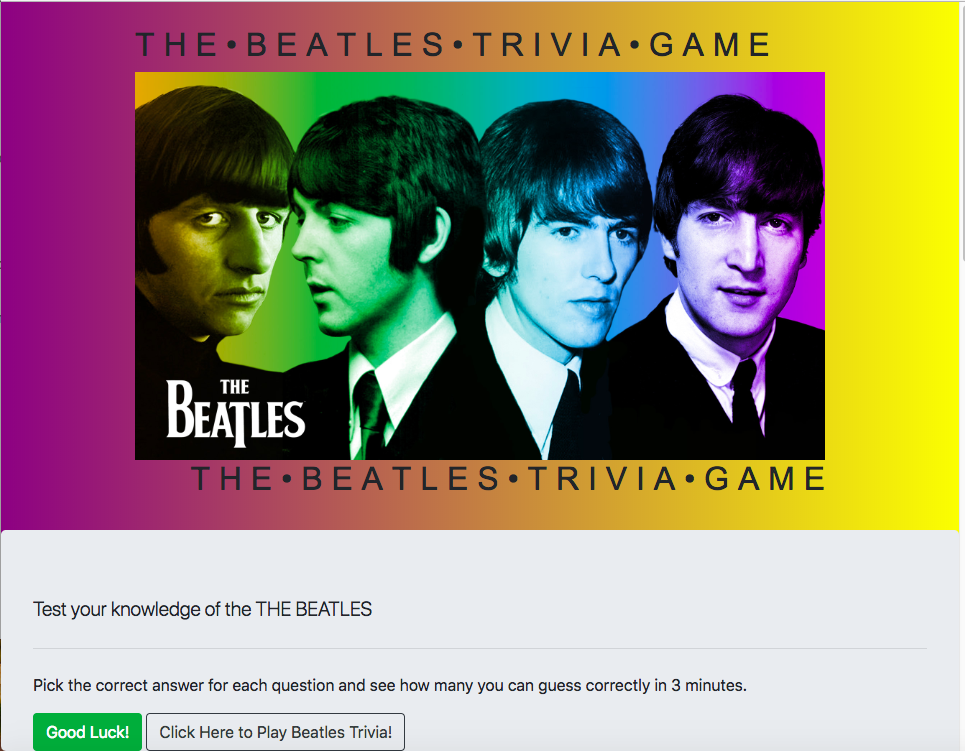 THE•BEATLES•TRIVIA•GAME
THE
BEATLES
THE•BEATLES•TRIVIA•GAME
Test your knowledge of the THE BEATLES
Pick the correct answer for each question and see how many you can guess correctly in 3 minutes.
Good Luck! Click Here to Play Beatles Trivia!